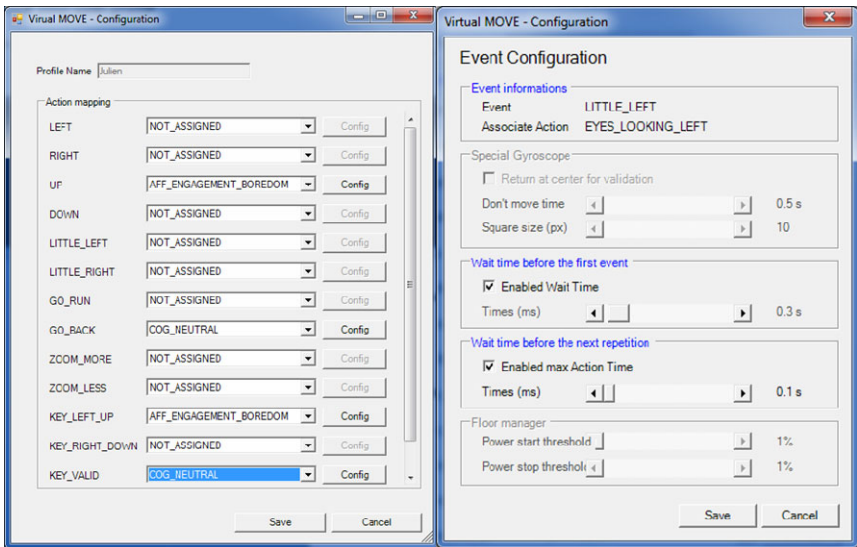 Virual MOVE - Configuration
Profile Name Julien
Action mapping
LEFT NOT_ASSIGNED Config
RIGHT NOT_ASSIGNED Config
UP AFF_ENGAGEMENT_BOREDOM Config
DOWN NOT_ASSIGNED Config
LITTLE_LEFT NOT_ASSIGNED Config
LITTLE_RIGHT NOT_ASSIGNED Config
GO_RUN NOT_ASSIGNED Config
GO_BACK COG_NEUTRAL Config
ZOOM_MORE NOT_ASSIGNED Config
ZOOM_LESS NOT_ASSIGNED Config
KEY_LEFT_UP AFF_ENGAGEMENT_BOREDOM Config
KEY_RIGHT_DOWN NOT_ASSIGNED Config
KEY_VALID COG_NEUTRAL Config
Save Cancel
Virtual MOVE - Configuration
Event Configuration
Event informations
Event LITTLE_LEFT
Associate Action EYES_LOOKING_LEFT
Special Gyroscope
Return at center for validation
Don't move time 0.5 s
Square size (px) 10
Wait time before the first event
Enabled Wait Time
Times (ms) 0.3 s
Wait time before the next repetition
Enabled max Action Time
Times (ms) 0.1 s
Floor manager
Power start threshold 1%
Power stop threshold 1%
Save Cancel